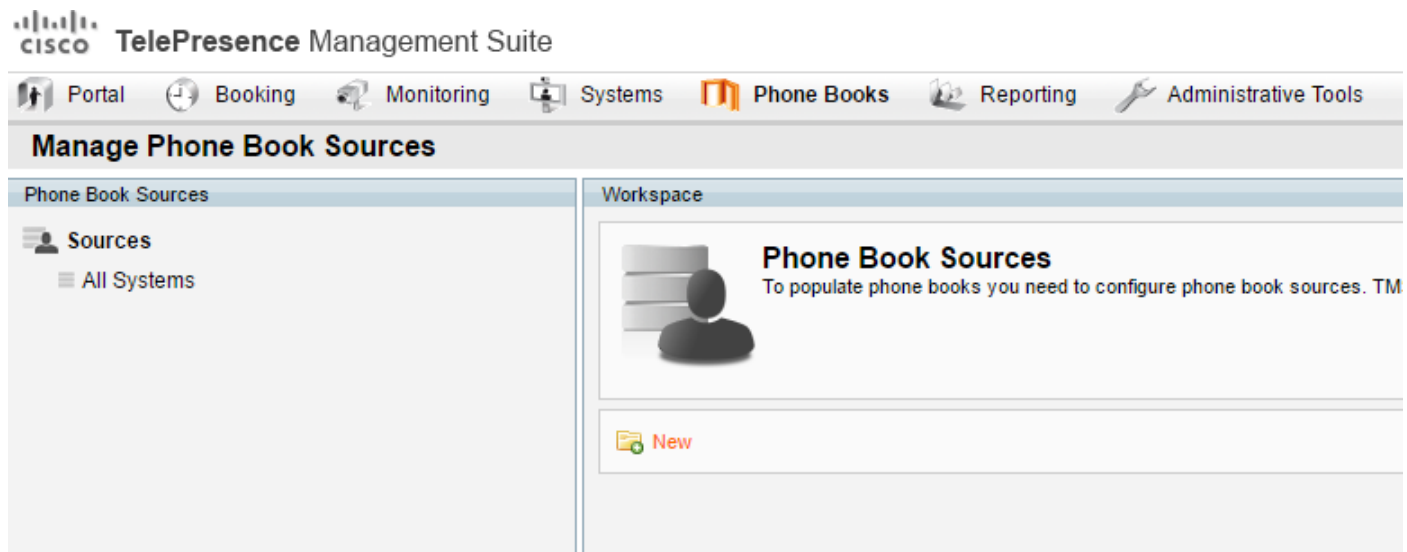 CISCO TelePresence Management Suite
Portal Booking Monitoring Systems Phone Books Reporting Administrative Tools
Manage Phone Book Sources
Phone Book Sources
Sources
All Systems
Workspace
Phone Book Sources
To populate phone books you need to configure phone book sources. TM
New